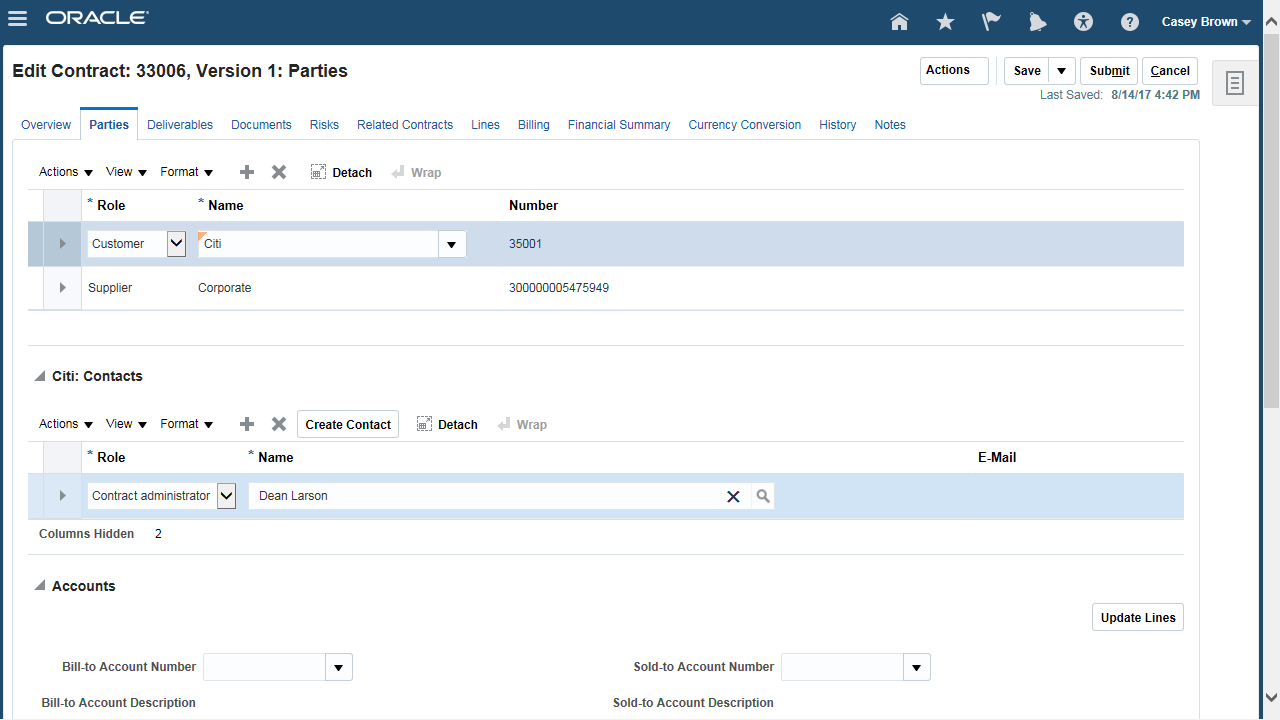 ORACLE
Casey Brown
Edit Contract: 33006, Version 1: Parties
Actions Save Submit Cancel
Last Saved: 8/14/17 4:42 PM
Overview Parties Deliverables Documents Risks Related Contracts Lines Billing Financial Summary Currency Conversion History Notes
Actions View Format Detach Wrap
* Role * Name Number
Customer Citi 35001
Supplier Corporate 300000005475949
Citi: Contacts
Actions View Format Create Contact Detach Wrap
* Role * Name E-Mail
Contract administrator Dean Larson
Columns Hidden 2
Accounts
Update Lines
Bill-to Account Number Sold-to Account Number
Bill-to Account Description Sold-to Account Description